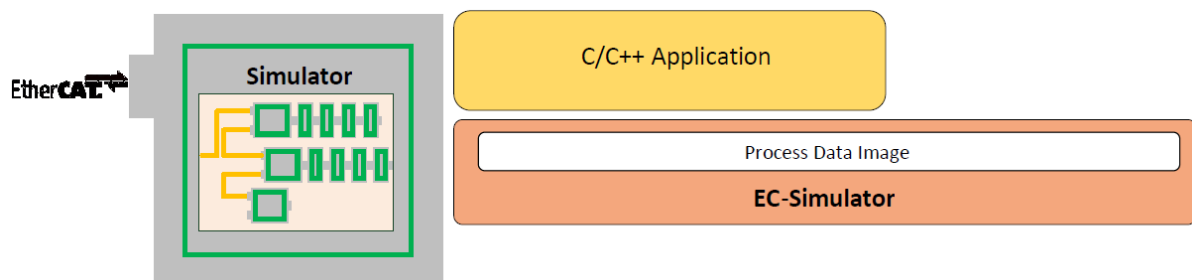 EtherCAT.
Simulator
C/C++ Application
Process Data Image
EC-Simulator